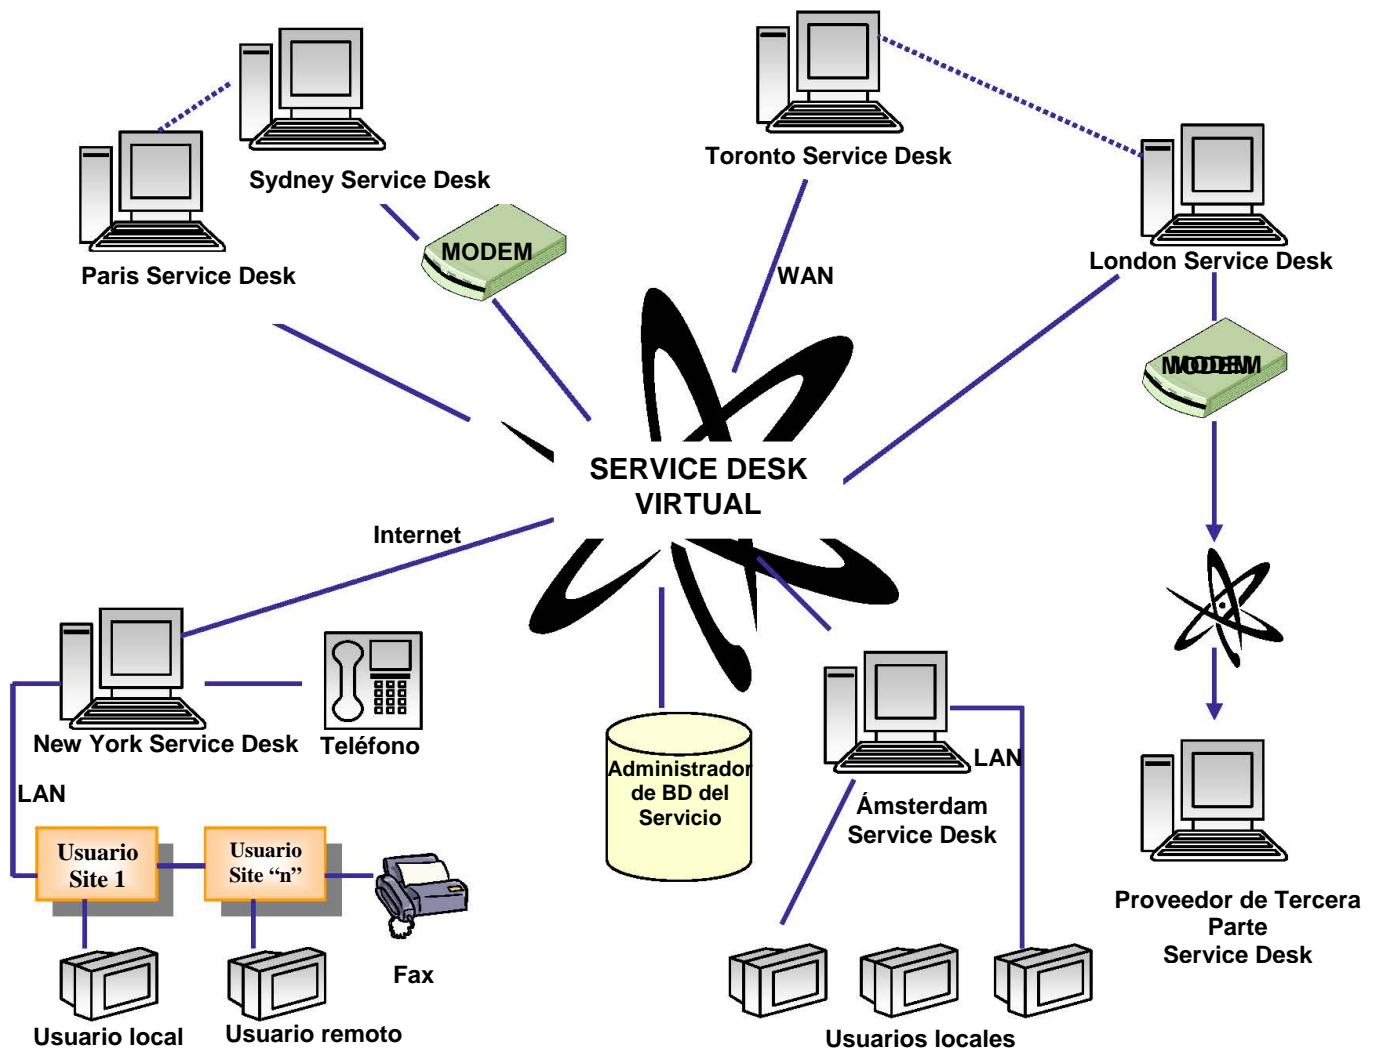 Sydney Service Desk
Toronto Service Desk
Paris Service Desk
MODEM
WAN
London Service Desk
MODEM
MODEM
SERVICE DESK
VIRTUAL
Internet
New York Service Desk
Teléfono
LAN
Administrador
de BD del
Servicio
LAN
Ámsterdam
Service Desk
Usuario
Site 1
Usuario
Site “n”
Proveedor de Tercera
Parte
Service Desk
Fax
Usuario local
Usuario remoto
Usuarios locales